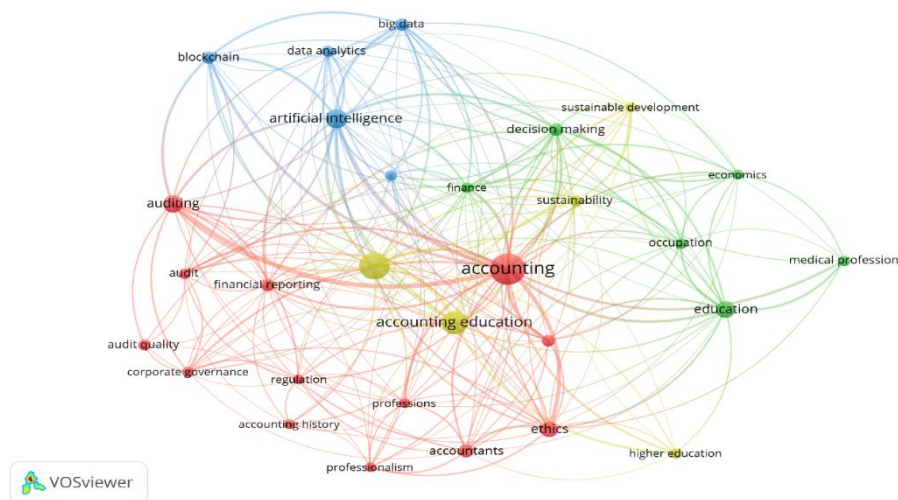 big data
blockchain
data analytics
artificial intelligence
sustainable development
decision making
economics
finance
auditing
sustainability
occupation
medical profession
accounting
audit
financial reporting
education
accounting education
audit quality
corporate governance
regulation
professions
accounting history
ethics
accountants
higher education
professionalism
VOSviewer